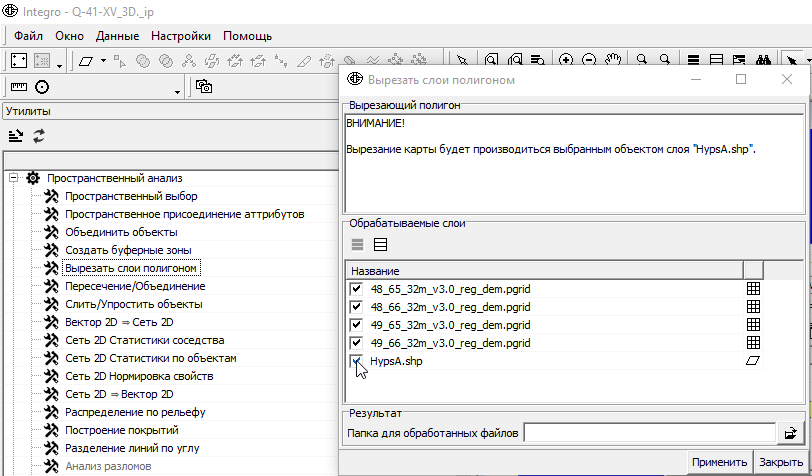 Integro - Q-41-XV_3D._ip
Файл Окно Данные Настройки Помощь
Утилиты
Пространственный анализ
Пространственный выбор
Пространственное присоединение аттрибутов
Объединить объекты
Создать буферные зоны
Вырезать слои полигоном
Пересечение/Объединение
Слить/Упростить объекты
Вектор 2D ⇒ Сеть 2D
Сеть 2D Статистики соседства
Сеть 2D Статистики по объектам
Сеть 2D Нормировка свойств
Сеть 2D ⇒ Вектор 2D
Распределение по рельефу
Построение покрытий
Разделение линий по углу
Анализ разломов
Вырезать слои полигоном
Вырезающий полигон
ВНИМАНИЕ!
Вырезание карты будет производиться выбранным объектом слоя "HypsA.shp".
Обрабатываемые слои
Название
48_65_32m_v3.0_reg_dem.pgrid
48_66_32m_v3.0_reg_dem.pgrid
49_65_32m_v3.0_reg_dem.pgrid
49_66_32m_v3.0_reg_dem.pgrid
HypsA.shp
Результат
Папка для обработанных файлов
Применить Закрыть